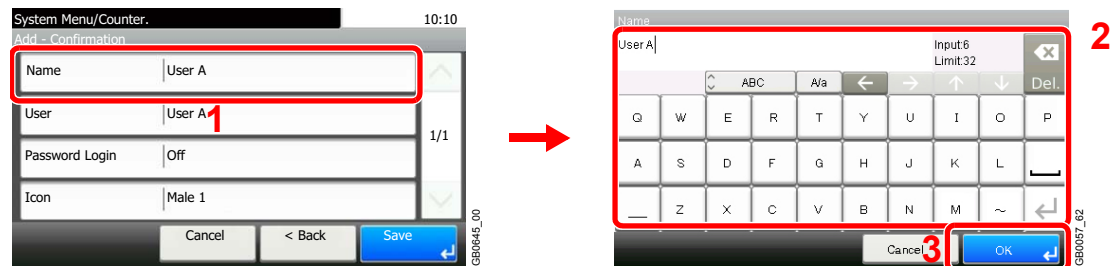 System Menu/Counter.
10:10
Add - Confirmation
Name User A
User User A
1
1/1
Password Login Off
Icon Male 1
Cancel < Back Save
GB0645_00
Name
2
User A
Input:6
Limit:32
ABC A/a Del.
Q W E R T Y U I O P
A S D F G H J K L
_ Z X C V B N M ~
Cancel 3 OK
GB0057_62